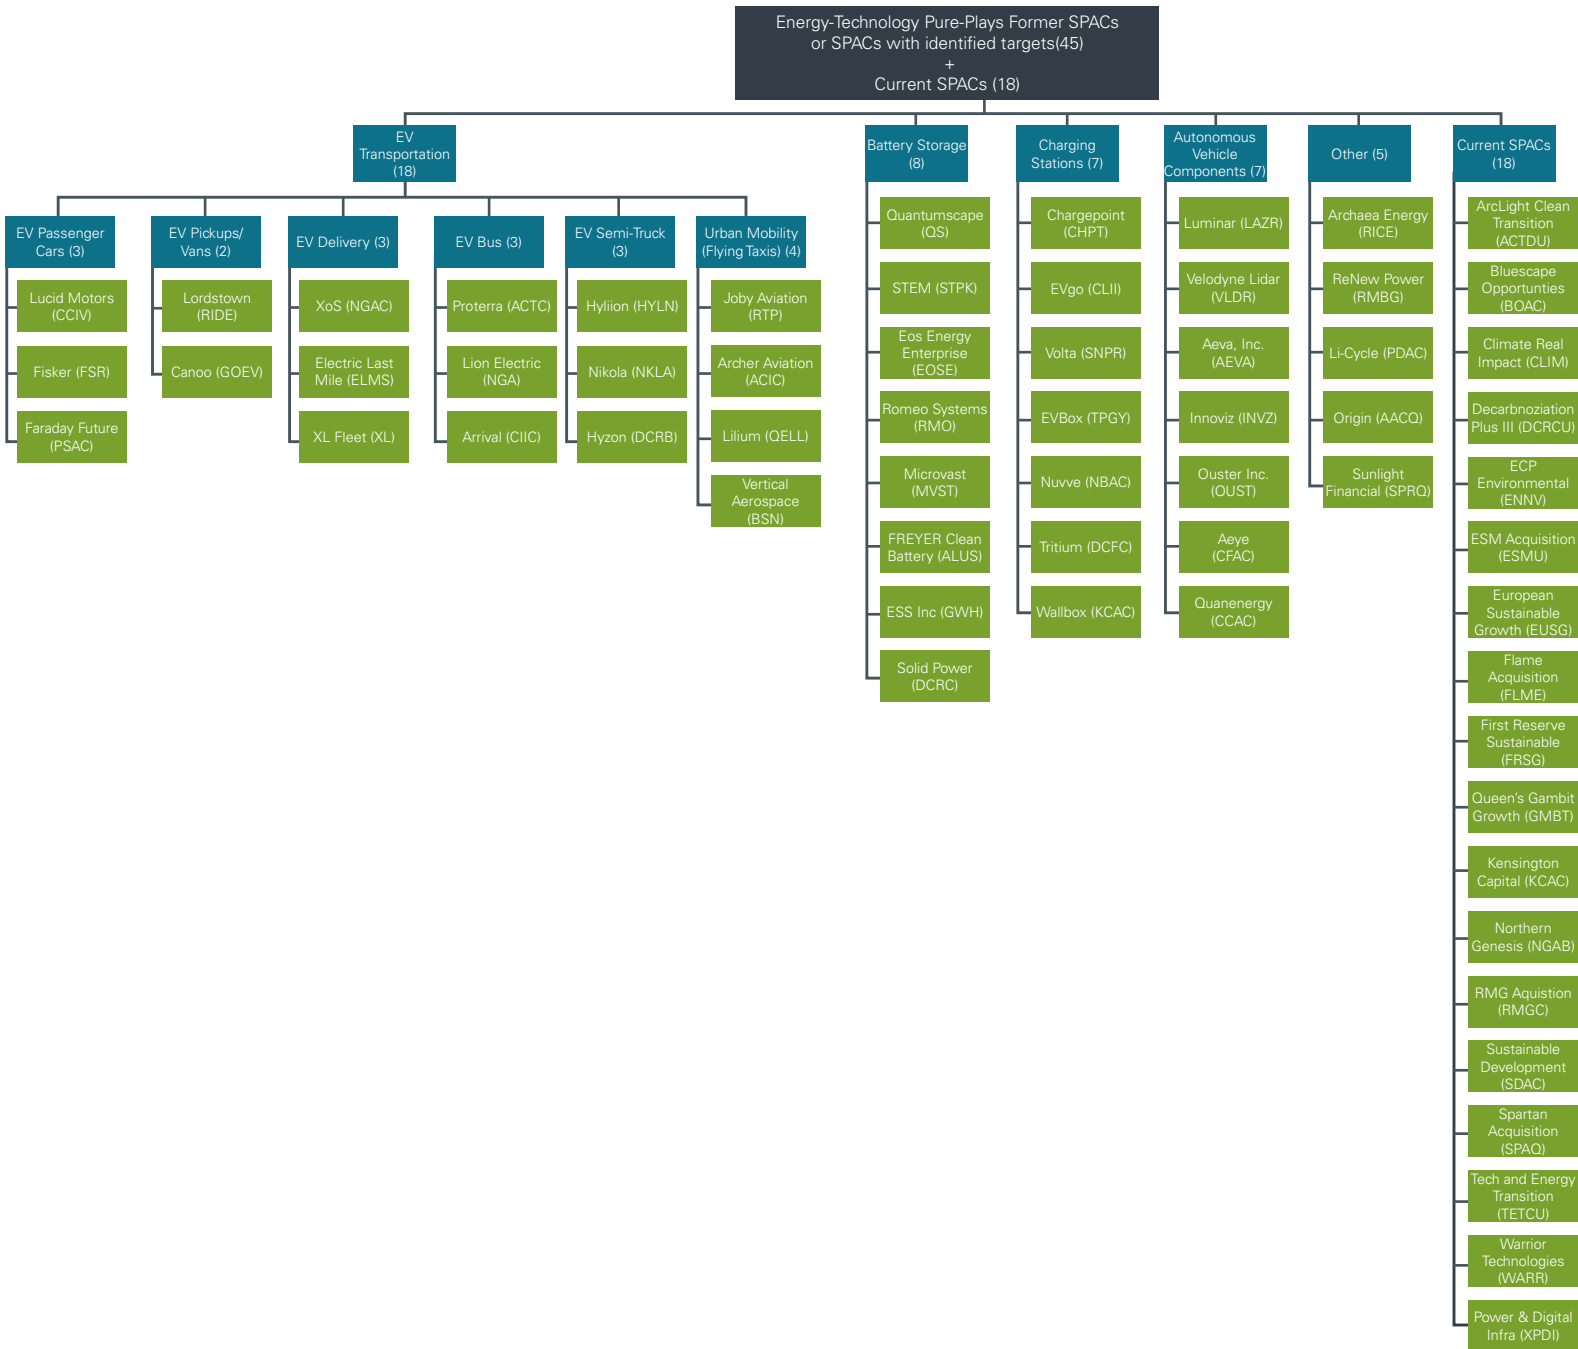 Energy-Technology Pure-Plays Former SPACs
or SPACs with identified targets(45)
+
Current SPACs (18)
EV
Transportation
(18)
EV Passenger
Cars (3)
Lucid Motors
(CCIV)
Fisker (FSR)
Faraday Future
(PSAC)
EV Pickups/
Vans (2)
Lordstown
(RIDE)
Canoo (GOEV)
EV Delivery (3)
XoS (NGAC)
Electric Last
Mile (ELMS)
XL Fleet (XL)
EV Bus (3)
Proterra (ACTC)
Lion Electric
(NGA)
Arrival (CIIC)
EV Semi-Truck
(3)
Hyliion (HYLN)
Nikola (NKLA)
Hyzon (DCRB)
Urban Mobility
(Flying Taxis) (4)
Joby Aviation
(RTP)
Archer Aviation
(ACIC)
Lilium (QELL)
Vertical
Aerospace
(BSN)
Battery Storage
(8)
Quantumscape
(QS)
STEM (STPK)
Eos Energy
Enterprise
(EOSE)
Romeo Systems
(RMO)
Microvast
(MVST)
FREYER Clean
Battery (ALUS)
ESS Inc (GWH)
Solid Power
(DCRC)
Charging
Stations (7)
Chargepoint
(CHPT)
EVgo (CLII)
Volta (SNPR)
EVBox (TPGY)
Nuvve (NBAC)
Tritium (DCFC)
Wallbox (KCAC)
Autonomous
Vehicle
Components (7)
Luminar (LAZR)
Velodyne Lidar
(VLDR)
Aeva, Inc.
(AEVA)
Innoviz (INVZ)
Ouster Inc.
(OUST)
Aeye
(CFAC)
Quanenergy
(CCAC)
Other (5)
Archaea Energy
(RICE)
ReNew Power
(RMBG)
Li-Cycle (PDAC)
Origin (AACQ)
Sunlight
Financial (SPRQ)
Current SPACs
(18)
ArcLight Clean
Transition
(ACTDU)
Bluescape
Opportunties
(BOAC)
Climate Real
Impact (CLIM)
Decarbnoziation
Plus III (DCRCU)
ECP
Environmental
(ENNV)
ESM Acquisition
(ESMU)
European
Sustainable
Growth (EUSG)
Flame
Acquisition
(FLME)
First Reserve
Sustainable
(FRSG)
Queen's Gambit
Growth (GMBT)
Kensington
Capital (KCAC)
Northern
Genesis (NGAB)
RMG Aquistion
(RMGC)
Sustainable
Development
(SDAC)
Spartan
Acquisition
(SPAQ)
Tech and Energy
Transition
(TETCU)
Warrior
Technologies
(WARR)
Power & Digital
Infra (XPDI)